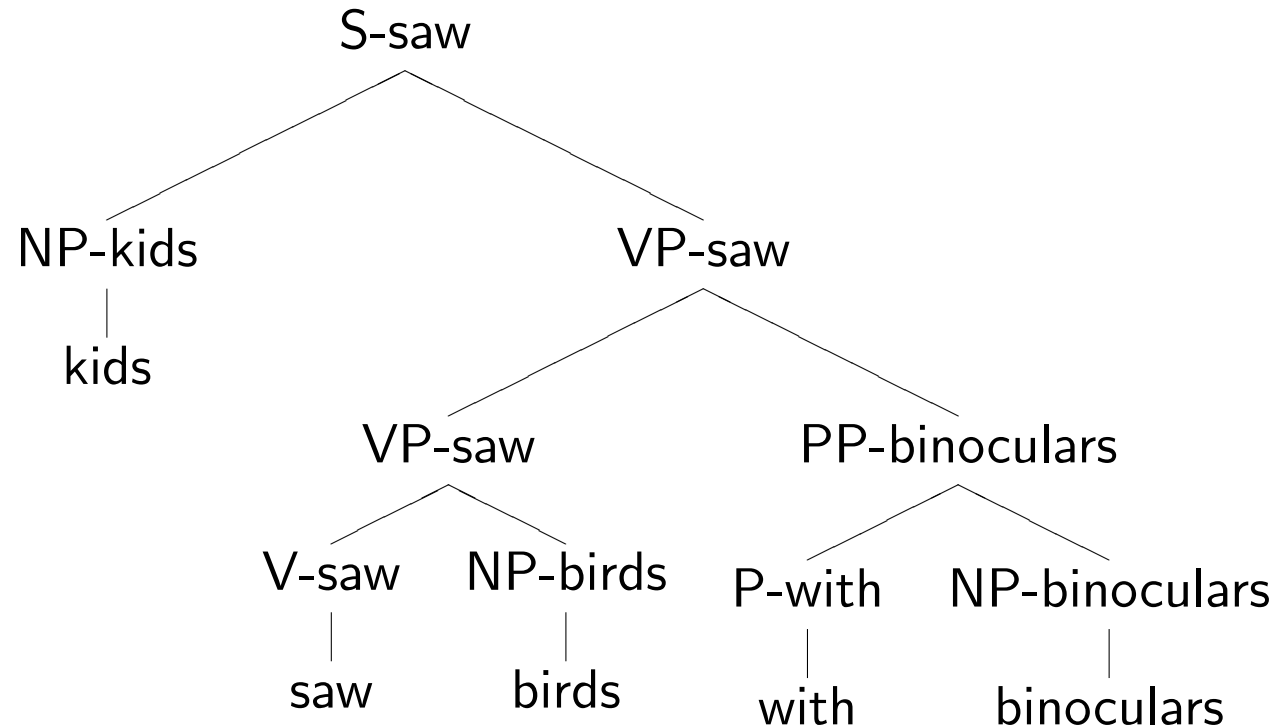 S-saw
NP-kids VP-saw
kids
VP-saw PP-binoculars
V-saw NP-birds P-with NP-binoculars
saw birds with binoculars